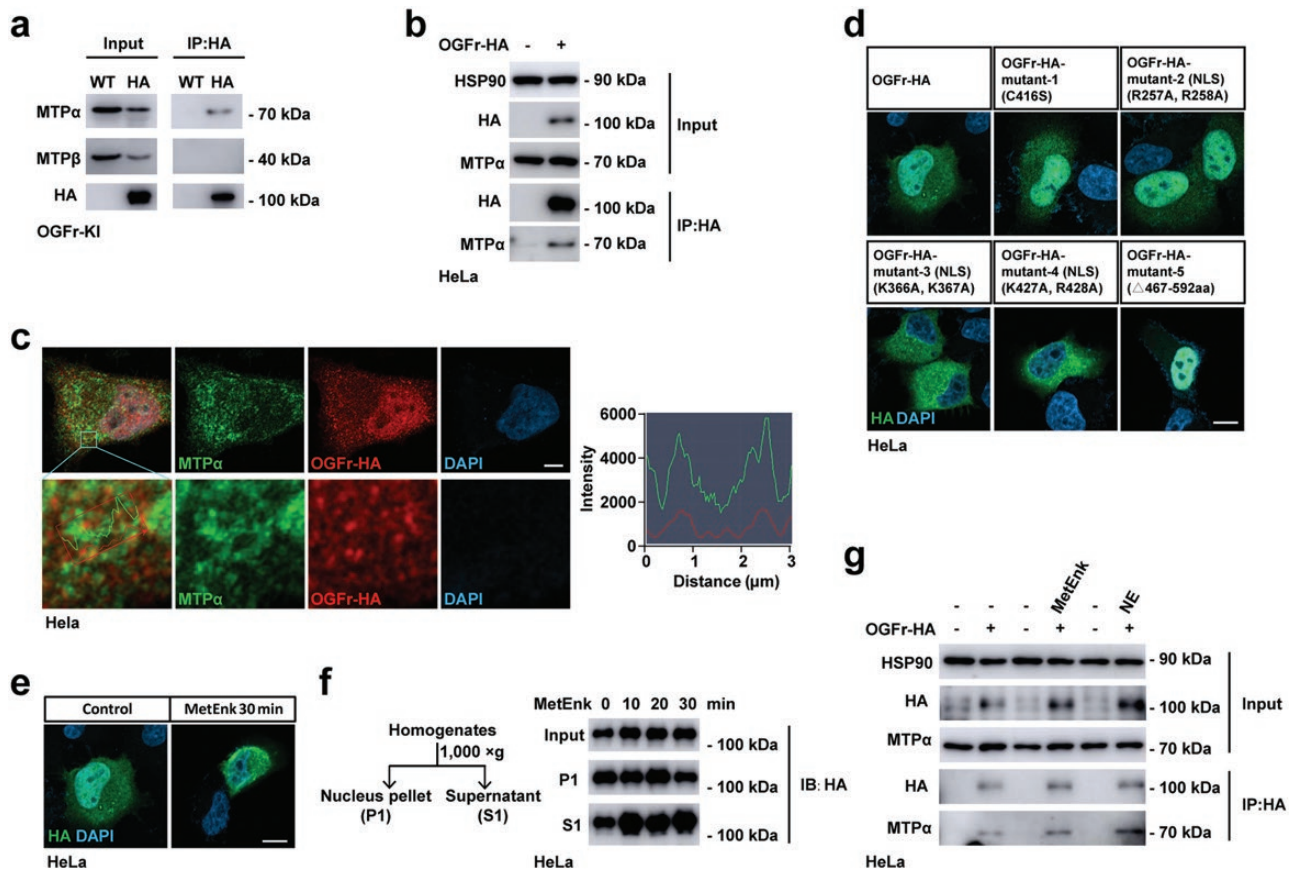 a
Input IP:HA
WT HA WT HA
MTPα - 70 kDa
MTPβ - 40 kDa
HA - 100 kDa
OGFr-KI
b
OGFr-HA - +
HSP90 - 90 kDa
HA - 100 kDa
MTPα - 70 kDa
Input
HA - 100 kDa
MTPα - 70 kDa
IP:HA
HeLa
c
MTPα OGFr-HA DAPI
MTPα OGFr-HA DAPI
Hela
6000
4000
2000
0
Intensity
0 1 2 3
Distance (μm)
d
OGFr-HA
OGFr-HA-
mutant-1
(C416S)
OGFr-HA-
mutant-2 (NLS)
(R257A, R258A)
OGFr-HA-
mutant-3 (NLS)
(K366A, K367A)
OGFr-HA-
mutant-4 (NLS)
(K427A, R428A)
OGFr-HA-
mutant-5
(△467-592aa)
HA DAPI
HeLa
e
Control MetEnk 30 min
HA DAPI
HeLa
f
Homogenates
1,000 ×g
Nucleus pellet
(P1)
Supernatant
(S1)
MetEnk 0 10 20 30 min
Input - 100 kDa
P1 - 100 kDa
S1 - 100 kDa
IB: HA
HeLa
g
- - - MetEnk - NE
OGFr-HA - + - + - +
HSP90 - 90 kDa
HA - 100 kDa
MTPα - 70 kDa
Input
HA - 100 kDa
MTPα - 70 kDa
IP:HA
HeLa